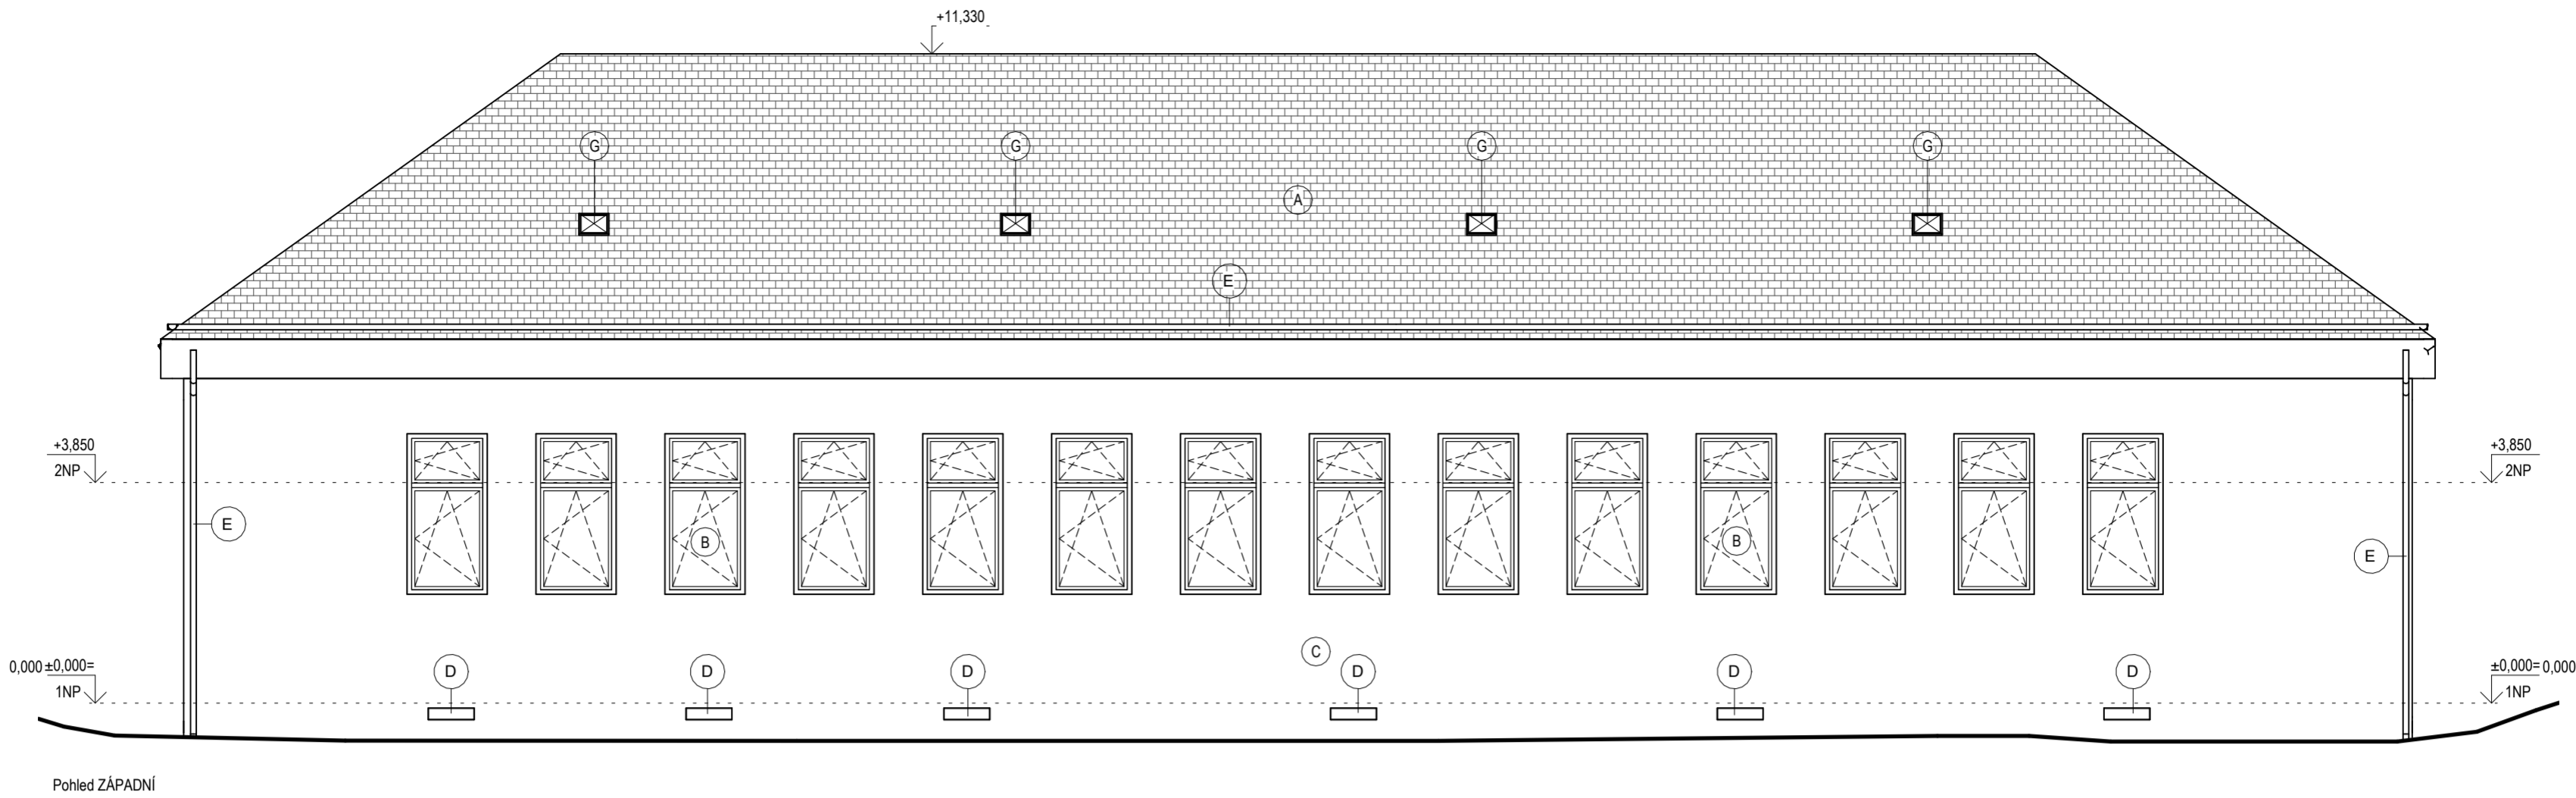 +11,330
G
G
G
G
A
E
+3,850
2NP
+3,850
2NP
E
B
B
E
C
D
D
D
D
D
D
0,000 ±0,000=
1NP
±0,000= 0,000
1NP
Pohled ZÁPADNÍ